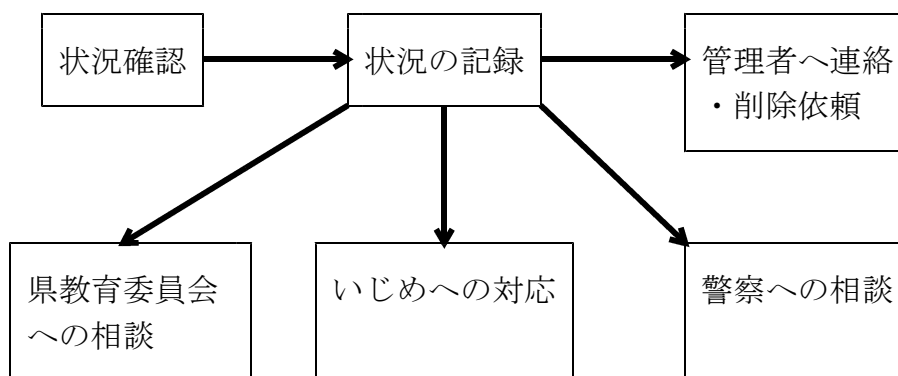 状況確認
状況の記録
管理者へ連絡
・削除依頼
県教育委員会
への相談
いじめへの対応
警察への相談